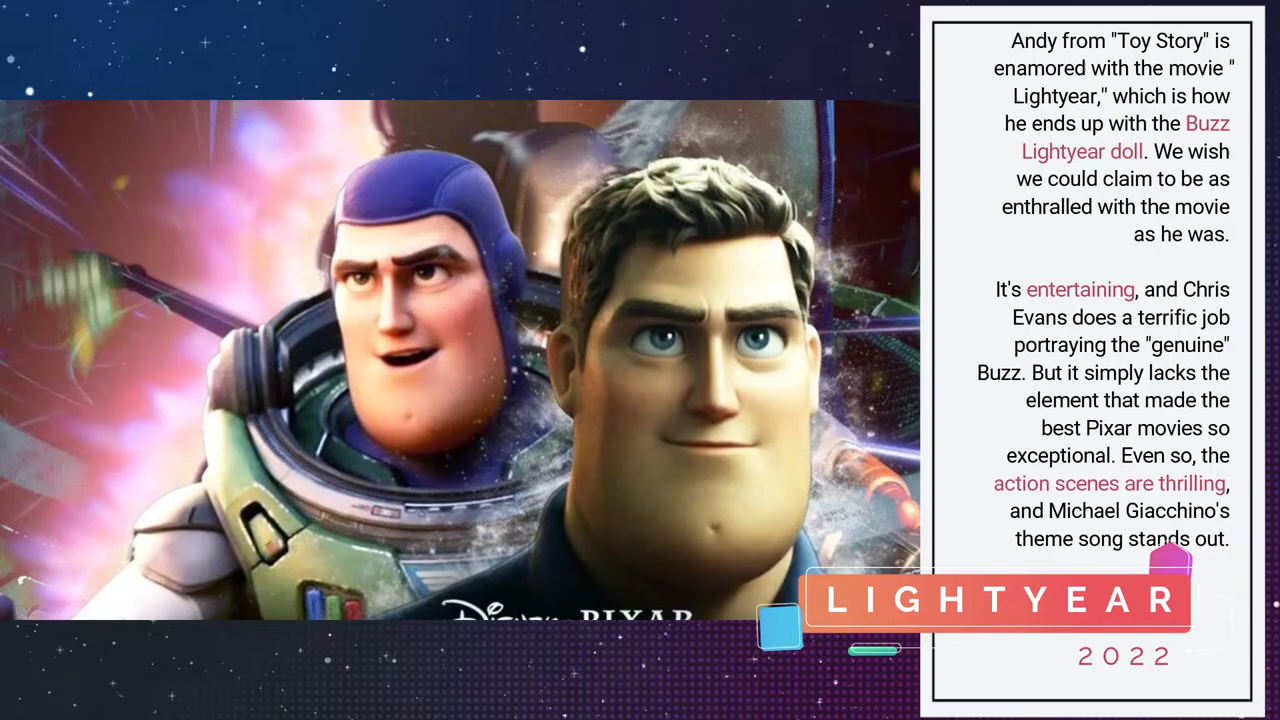 Andy from "Toy Story" is
enamored with the movie "
Lightyear," which is how
he ends up with the Buzz
Lightyear doll. We wish
we could claim to be as
enthralled with the movie
as he was.
It's entertaining, and Chris
Evans does a terrific job
portraying the "genuine"
Buzz. But it simply lacks the
element that made the
best Pixar movies so
exceptional. Even so, the
action scenes are thrilling,
and Michael Giacchino's
theme song stands out.
LIGHTYEAR
2022
Disney PIXAR